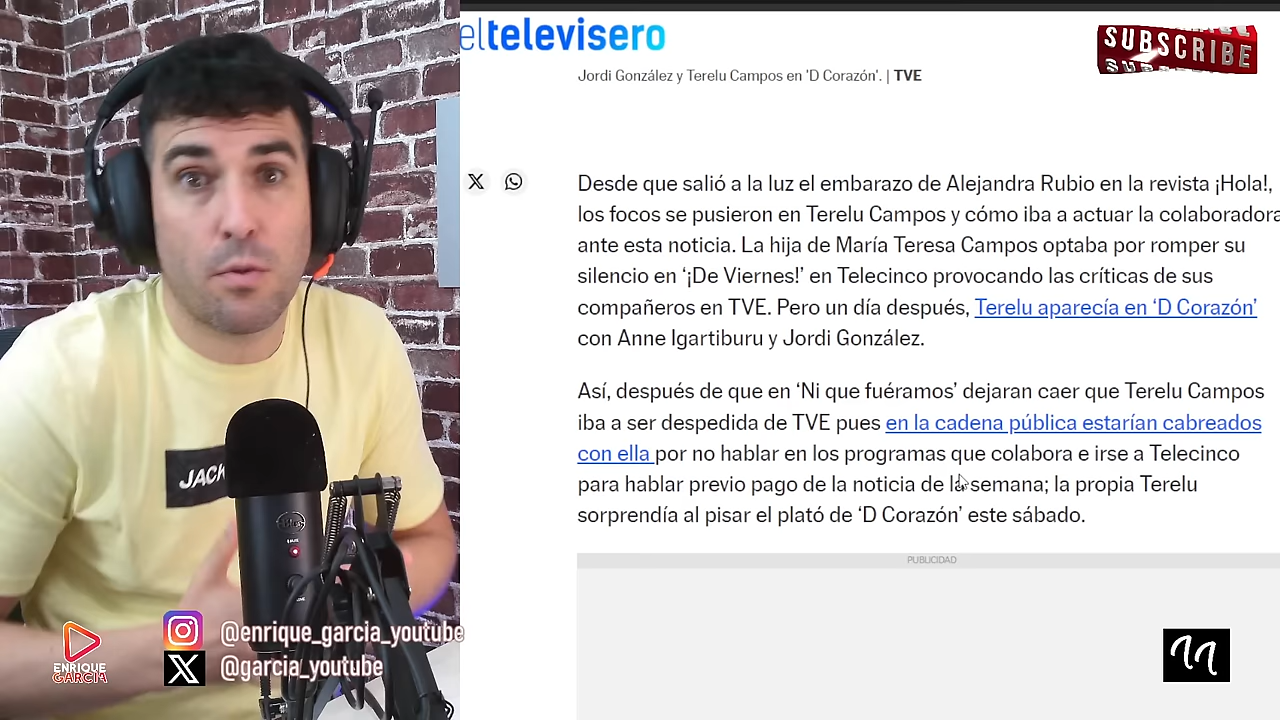 eltelevisero
SUBSCRIBE
Jordi González y Terelu Campos en 'D Corazón'. | TVE
Desde que salió a la luz el embarazo de Alejandra Rubio en la revista ¡Hola!,
los focos se pusieron en Terelu Campos y cómo iba a actuar la colaboradora
ante esta noticia. La hija de María Teresa Campos optaba por romper su
silencio en ‘¡De Viernes!’ en Telecinco provocando las críticas de sus
compañeros en TVE. Pero un día después, Terelu aparecía en ‘D Corazón’
con Anne Igartiburu y Jordi González.
Así, después de que en ‘Ni que fuéramos’ dejaran caer que Terelu Campos
iba a ser despedida de TVE pues en la cadena pública estarían cabreados
con ella por no hablar en los programas que colabora e irse a Telecinco
para hablar previo pago de la noticia de la semana; la propia Terelu
sorprendía al pisar el plató de ‘D Corazón’ este sábado.
PUBLICIDAD
JACK
@enrique_garcia_youtube
@garcia_youtube
ENRIQUE
GARCIA